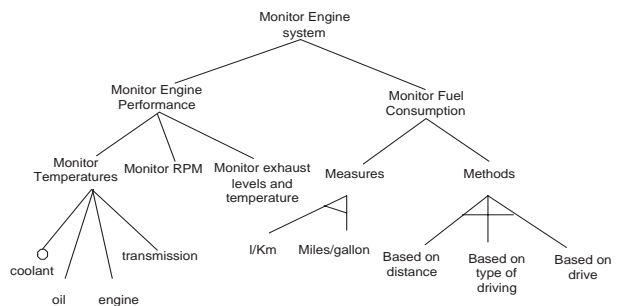 Monitor Engine
system
Monitor Engine
Performance
Monitor Fuel
Consumption
Monitor
Temperatures
Monitor RPM
Monitor exhaust
levels and
temperature
Measures
Methods
coolant
oil
engine
transmission
l/Km
Miles/gallon
Based on
distance
Based on
type of
driving
Based on
drive